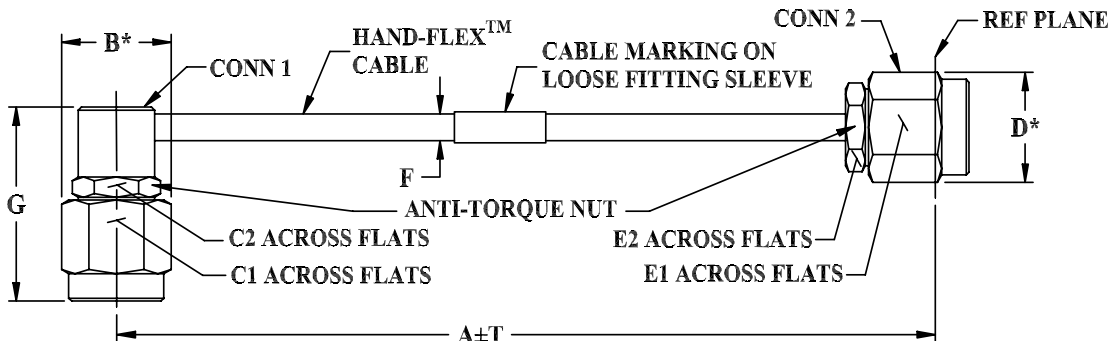 B*
CONN 1
HAND-FLEX™
CABLE
CABLE MARKING ON
LOOSE FITTING SLEEVE
CONN 2
REF PLANE
D*
F
G
ANTI-TORQUE NUT
C2 ACROSS FLATS
C1 ACROSS FLATS
E2 ACROSS FLATS
E1 ACROSS FLATS
A±T